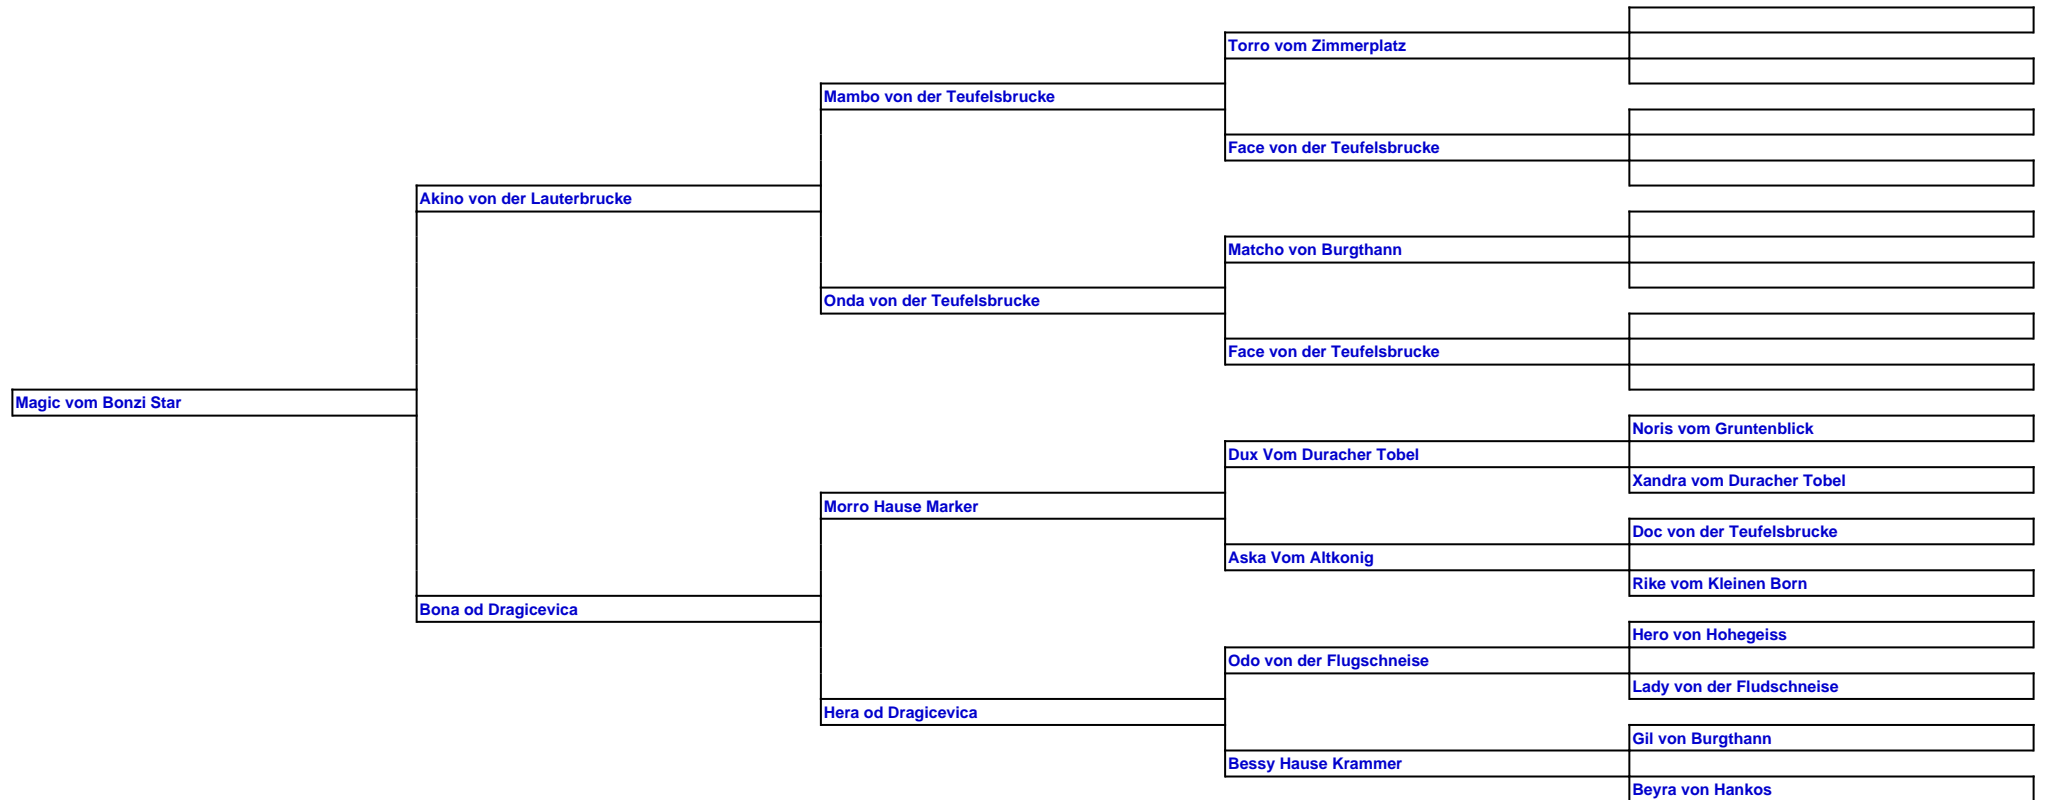 Torro vom Zimmerplatz
Mambo von der Teufelsbrucke
Face von der Teufelsbrucke
Akino von der Lauterbrucke
Matcho von Burgthann
Onda von der Teufelsbrucke
Face von der Teufelsbrucke
Magic vom Bonzi Star
Noris vom Gruntenblick
Dux Vom Duracher Tobel
Xandra vom Duracher Tobel
Morro Hause Marker
Doc von der Teufelsbrucke
Aska Vom Altkonig
Rike vom Kleinen Born
Bona od Dragicevica
Hero von Hohegeiss
Odo von der Flugschneise
Lady von der Fludschneise
Hera od Dragicevica
Gil von Burgthann
Bessy Hause Krammer
Beyra von Hankos